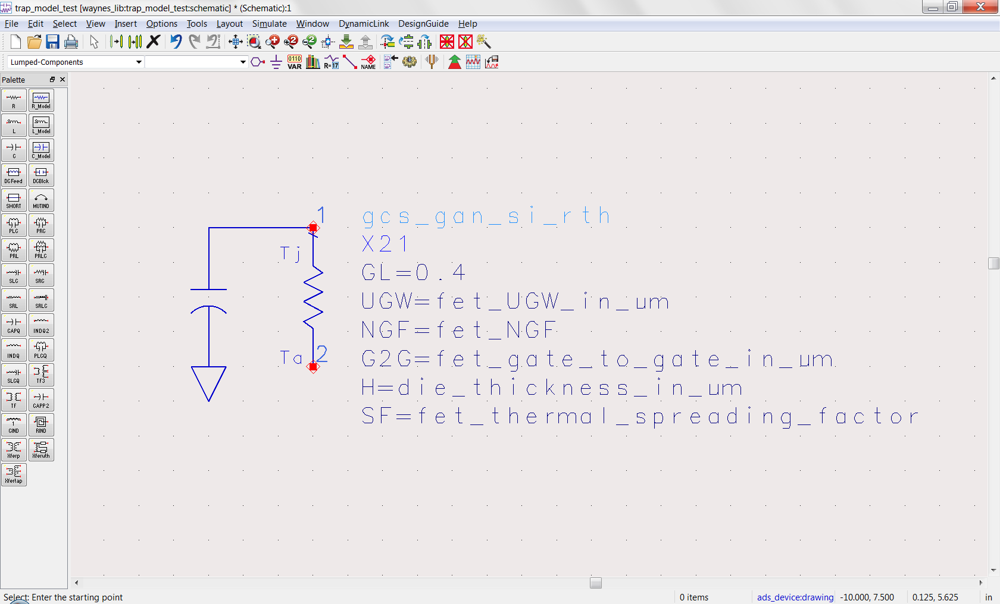 trap_model_test [waynes_lib:trap_model_test:schematic] * (Schematic):1
File Edit Select View Insert Options Tools Layout Simulate Window DynamicLink DesignGuide Help
Lumped-Components
0110
VAR
R=I7
NAME
Palette
R R_Model
L L_Model
C C_Model
DCFeed DCBlck
SHORT MUTIND
PLC PRC
PRL PRLC
SLC SRC
SRL SRLC
CAPQ INDQ2
INDQ PLCQ
SLCQ TF3
TF CAPP2
CIND RIND
Xferp Xferuth
Xfertap
1
Tj
Ta 2
gcs_gan_si_rth
X21
GL=0.4
UGW=fet_UGW_in_um
NGF=fet_NGF
G2G=fet_gate_to_gate_in_um
H=die_thickness_in_um
SF=fet_thermal_spreading_factor
Select: Enter the starting point
0 items
ads_device:drawing
-10.000, 7.500
0.125, 5.625
in